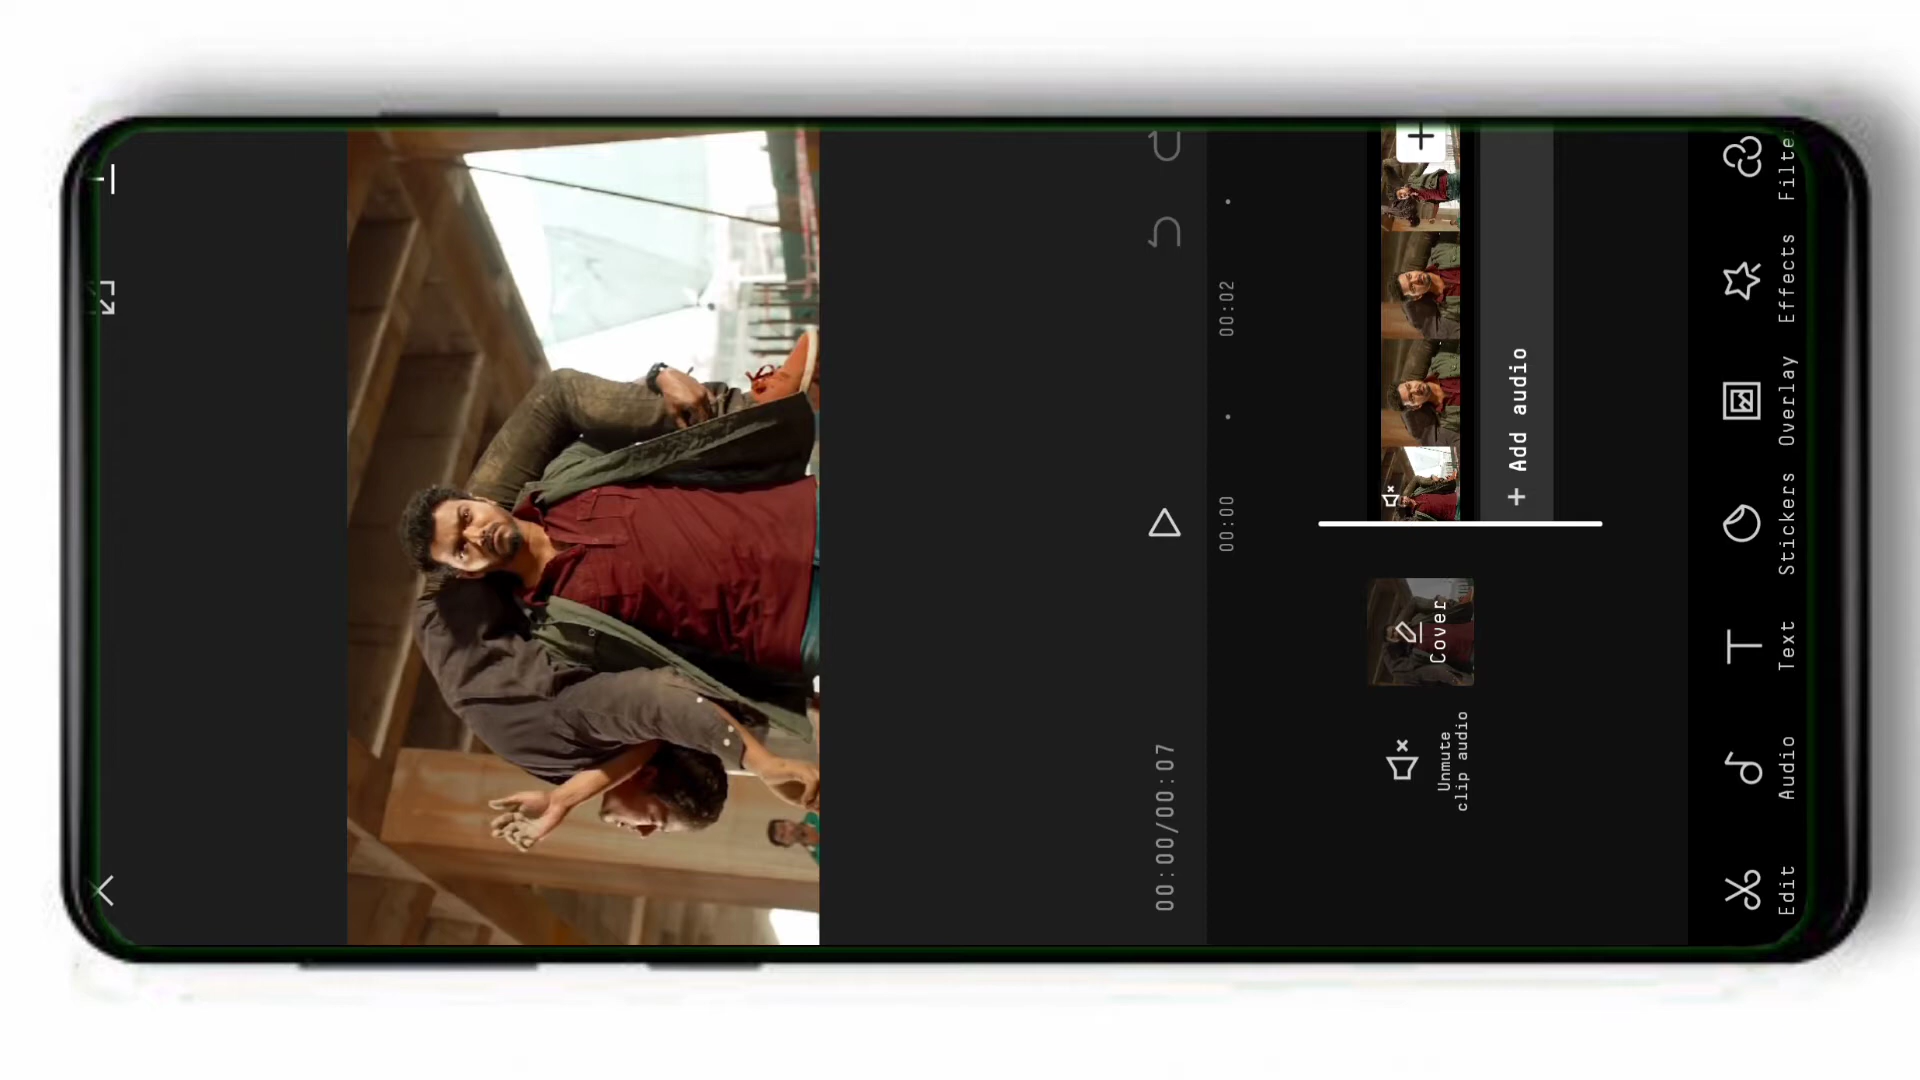 00:00/00:07
00:00
00:02
Cover
Unmute
clip audio
+ Add audio
Edit
Audio
Text
Stickers
Overlay
Effects
Filte